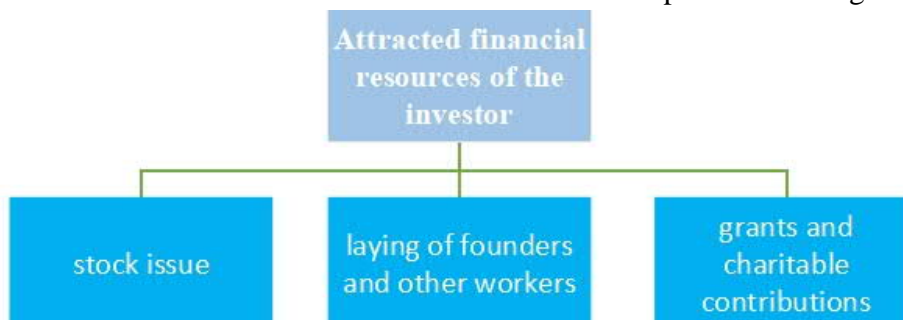 Attracted financial
resources of the
investor
stock issue
laying of founders
and other workers
grants and
charitable
contributions